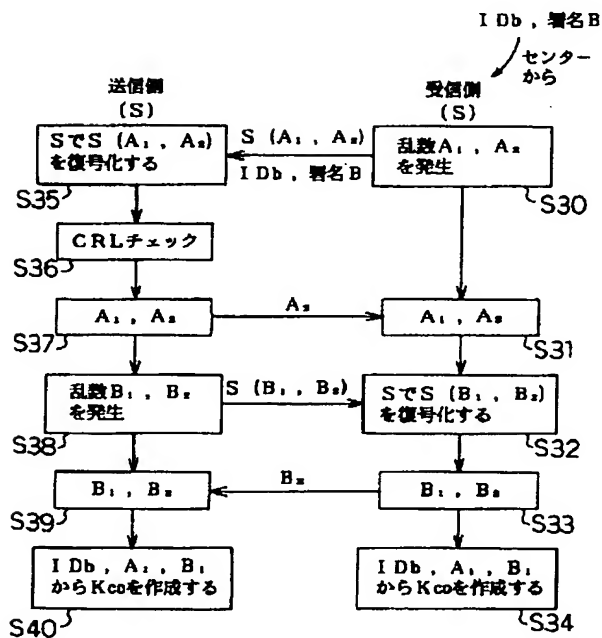 IDb,署名B
センター
から
送信側
(S)
受信側
(S)
SでS(A₁,A₂)
を復号化する
S35
S(A₁,A₂)
IDb,署名B
乱数A₁,A₂
を発生
S30
CRLチェック
S36
A₁,A₂
S37
A₂
A₁,A₂
S31
乱数B₁,B₂
を発生
S38
S(B₁,B₂)
SでS(B₁,B₂)
を復号化する
S32
B₁,B₂
S39
B₂
B₁,B₂
S33
IDb,A₁,B₁
からKcoを作成する
S40
IDb,A₁,B₁
からKcoを作成する
S34